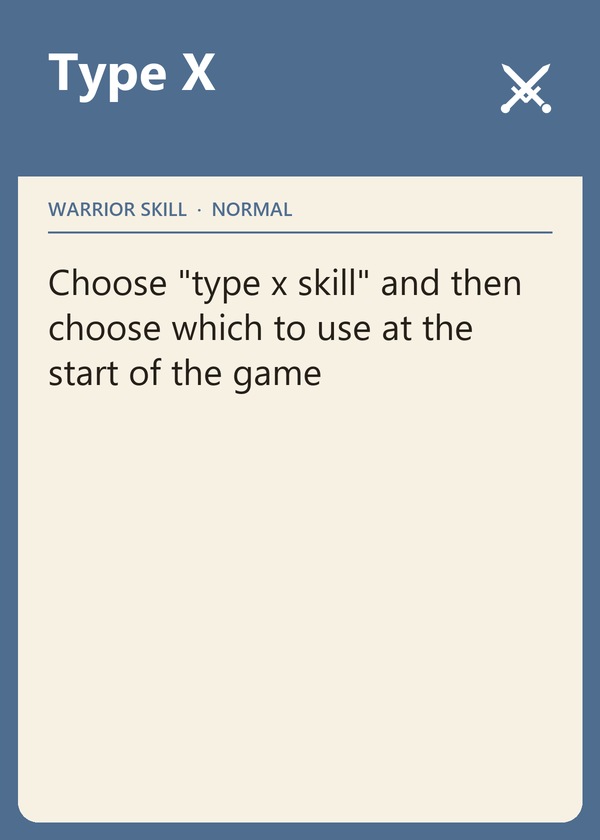 Type X
WARRIOR SKILL · NORMAL
Choose "type x skill" and then
choose which to use at the
start of the game